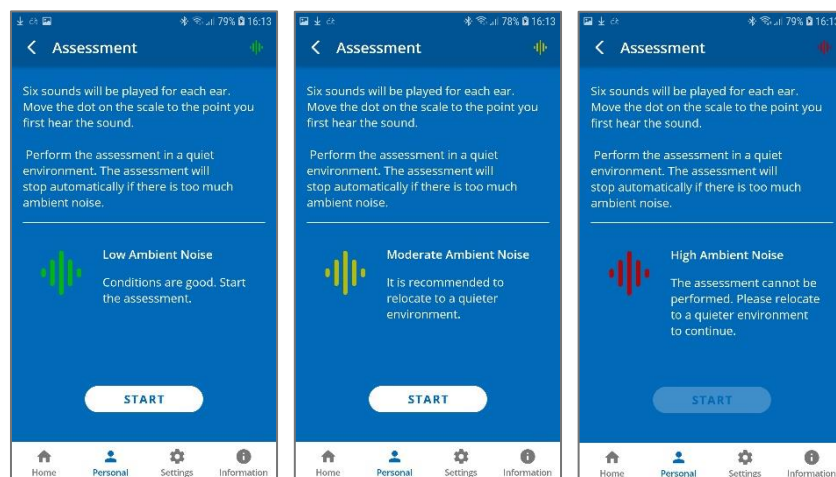 79% 16:13
Assessment
Six sounds will be played for each ear.
Move the dot on the scale to the point you
first hear the sound.
Perform the assessment in a quiet
environment. The assessment will
stop automatically if there is too much
ambient noise.
Low Ambient Noise
Conditions are good. Start
the assessment.
START
Home Personal Settings Information
78% 16:13
Assessment
Six sounds will be played for each ear.
Move the dot on the scale to the point you
first hear the sound.
Perform the assessment in a quiet
environment. The assessment will
stop automatically if there is too much
ambient noise.
Moderate Ambient Noise
It is recommended to
relocate to a quieter
environment.
START
Home Personal Settings Information
79% 16:13
Assessment
Six sounds will be played for each ear.
Move the dot on the scale to the point you
first hear the sound.
Perform the assessment in a quiet
environment. The assessment will
stop automatically if there is too much
ambient noise.
High Ambient Noise
The assessment cannot be
performed. Please relocate
to a quieter environment
to continue.
START
Home Personal Settings Information